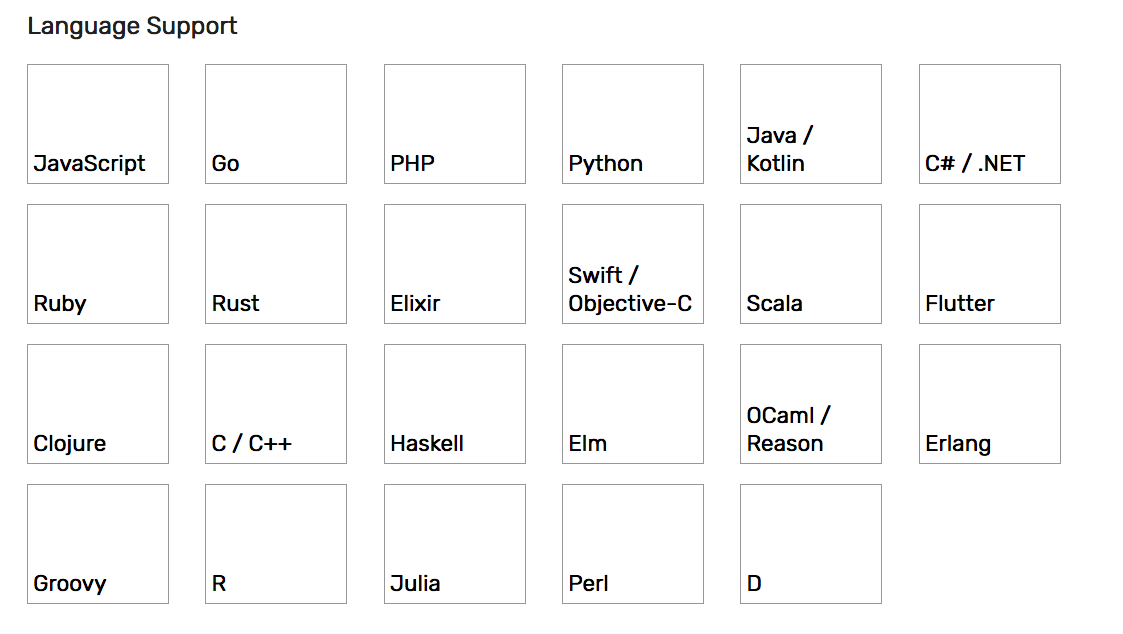 Language Support
JavaScript
Go
PHP
Python
Java /
Kotlin
C# / .NET
Ruby
Rust
Elixir
Swift /
Objective-C
Scala
Flutter
Clojure
C / C++
Haskell
Elm
OCaml /
Reason
Erlang
Groovy
R
Julia
Perl
D